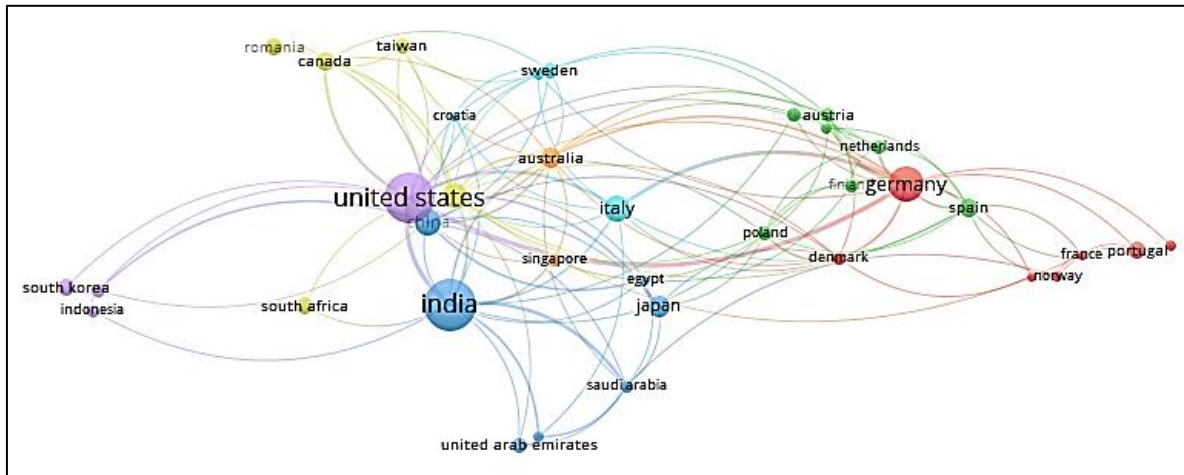 romania
taiwan
canada
sweden
croatia
austria
netherlands
australia
finland
germany
united states
italy
spain
china
poland
france
portugal
singapore
denmark
egypt
norway
south korea
indonesia
south africa
india
japan
saudi arabia
united arab emirates